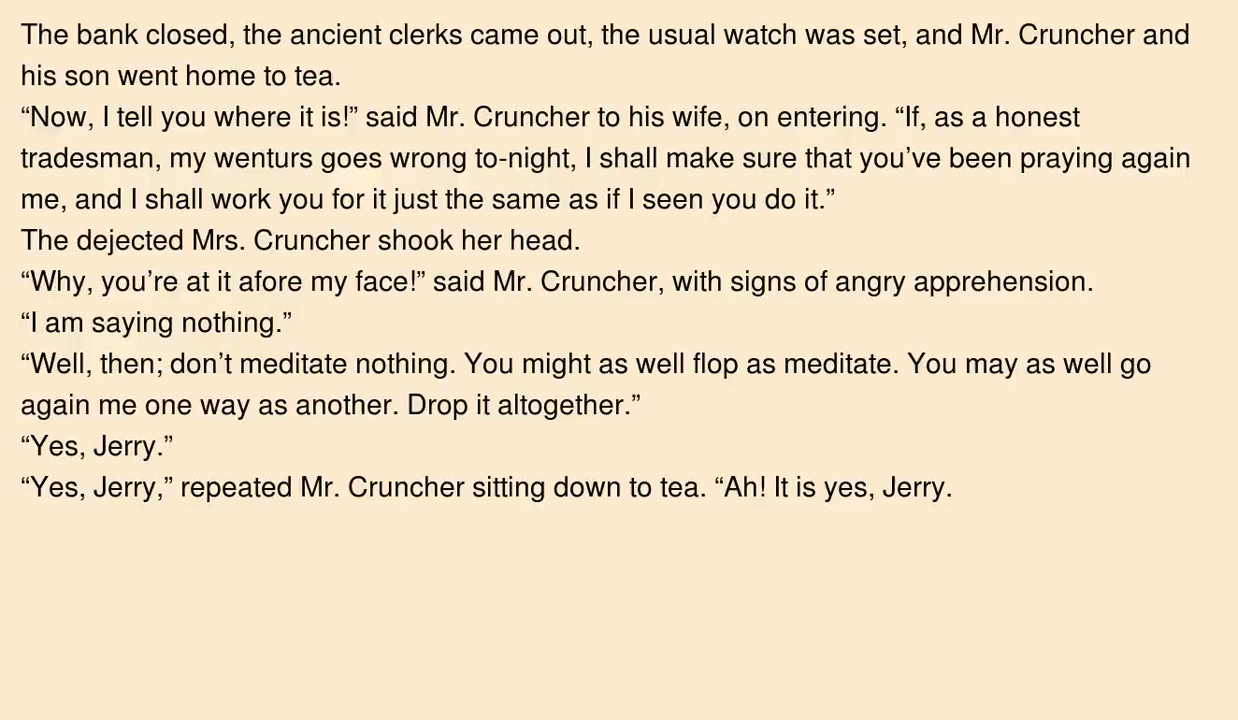 The bank closed, the ancient clerks came out, the usual watch was set, and Mr. Cruncher and
his son went home to tea.
“Now, I tell you where it is!” said Mr. Cruncher to his wife, on entering. “If, as a honest
tradesman, my wenturs goes wrong to-night, I shall make sure that you’ve been praying again
me, and I shall work you for it just the same as if I seen you do it.”
The dejected Mrs. Cruncher shook her head.
“Why, you’re at it afore my face!” said Mr. Cruncher, with signs of angry apprehension.
“I am saying nothing.”
“Well, then; don’t meditate nothing. You might as well flop as meditate. You may as well go
again me one way as another. Drop it altogether.”
“Yes, Jerry.”
“Yes, Jerry,” repeated Mr. Cruncher sitting down to tea. “Ah! It is yes, Jerry.